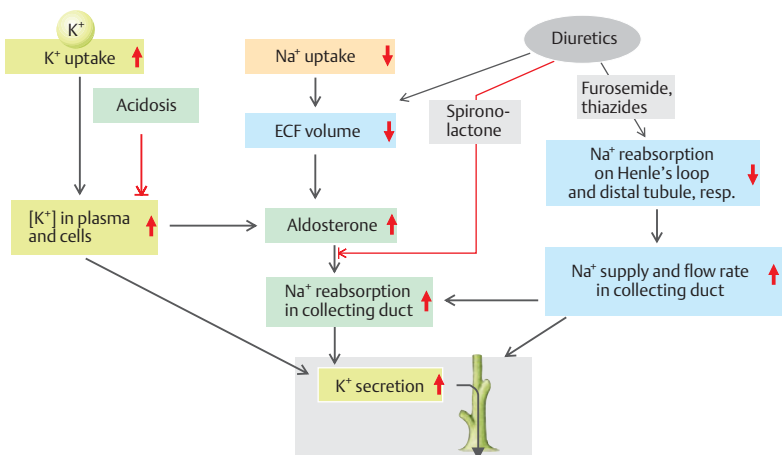 K⁺
K⁺ uptake
Na⁺ uptake
Diuretics
Acidosis
ECF volume
Spirono-
lactone
Furosemide,
thiazides
Na⁺ reabsorption
on Henle’s loop
and distal tubule, resp.
[K⁺] in plasma
and cells
Aldosterone
Na⁺ reabsorption
in collecting duct
Na⁺ supply and flow rate
in collecting duct
K⁺ secretion